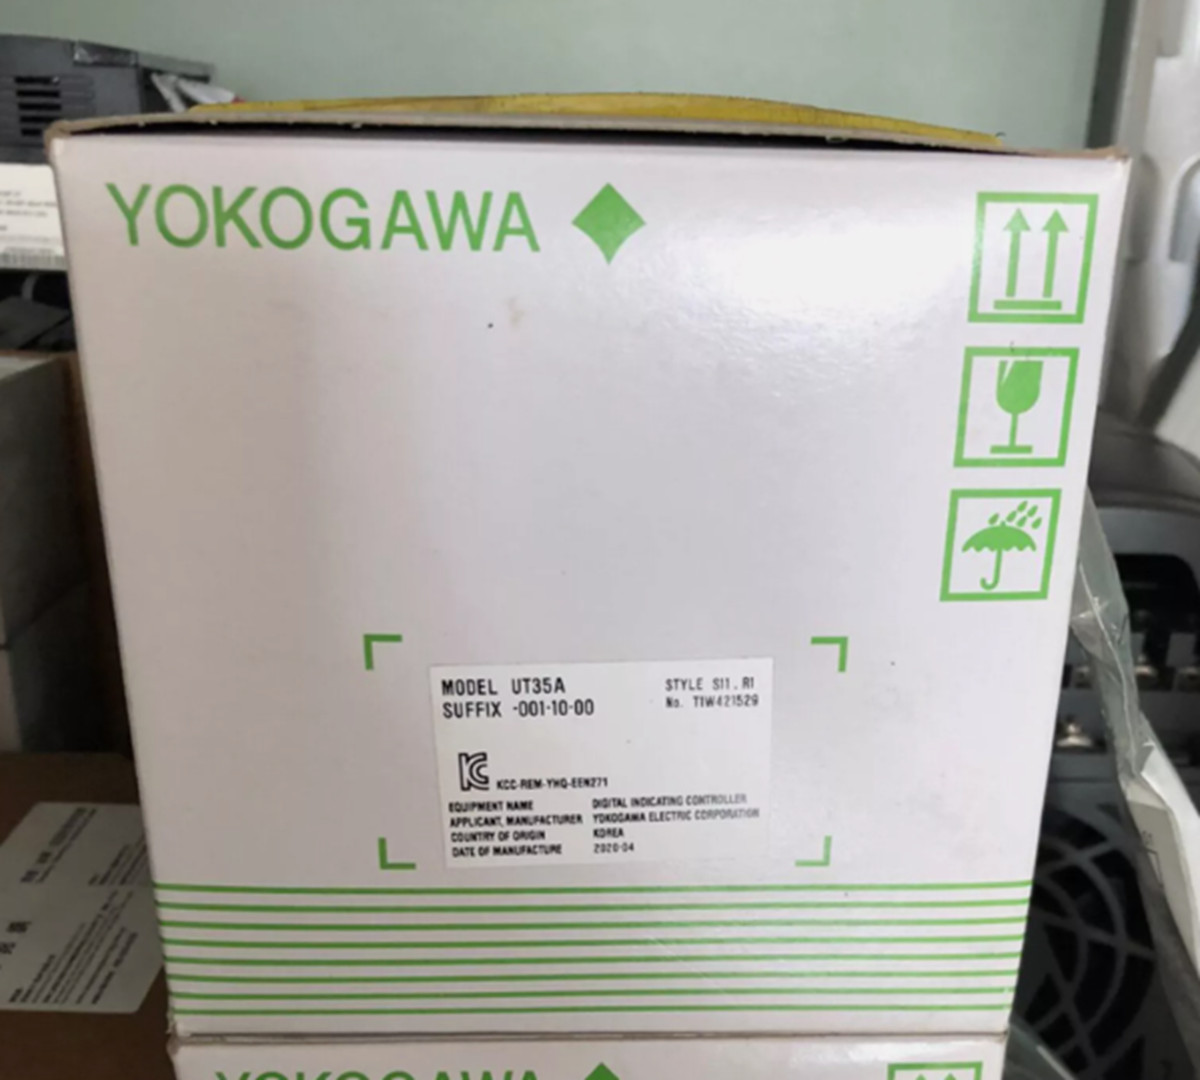 YOKOGAWA
MODEL UT35A
SUFFIX -001-10-00
STYLE S11.R1
No. T1W421529
KCC-REM-YHQ-EEN271
EQUIPMENT NAME DIGITAL INDICATING CONTROLLER
APPLICANT, MANUFACTURER YOKOGAWA ELECTRIC CORPORATION
COUNTRY OF ORIGIN KOREA
DATE OF MANUFACTURE 2020-04
YOKOGAWA